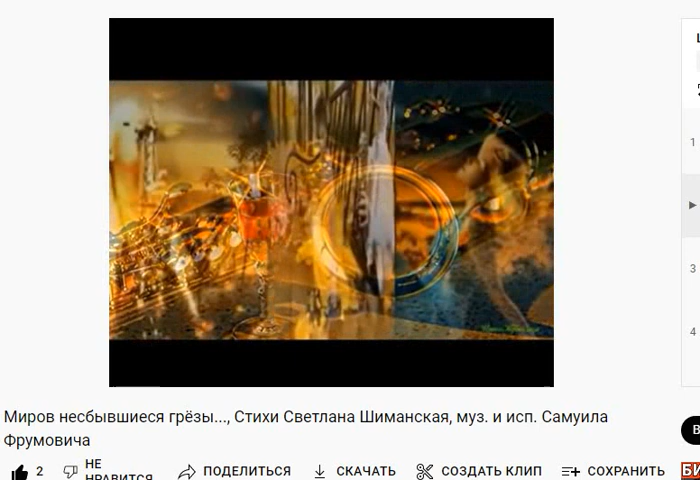 1
3
4
Миров несбывшиеся грёзы..., Стихи Светлана Шиманская, муз. и исп. Самуила
Фрумовича
2
НЕ
НРАВИТСЯ
ПОДЕЛИТЬСЯ
СКАЧАТЬ
СОЗДАТЬ КЛИП
СОХРАНИТЬ